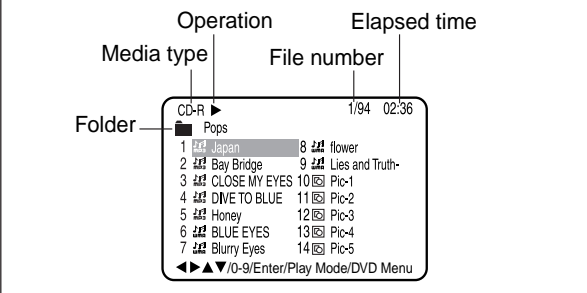 Operation Elapsed time
Media type File number
CD-R ▶ 1/94 02:36
Folder Pops
1 Japan 8 flower
2 Bay Bridge 9 Lies and Truth-
3 CLOSE MY EYES 10 Pic-1
4 DIVE TO BLUE 11 Pic-2
5 Honey 12 Pic-3
6 BLUE EYES 13 Pic-4
7 Blurry Eyes 14 Pic-5
◀▶▲▼/0-9/Enter/Play Mode/DVD Menu